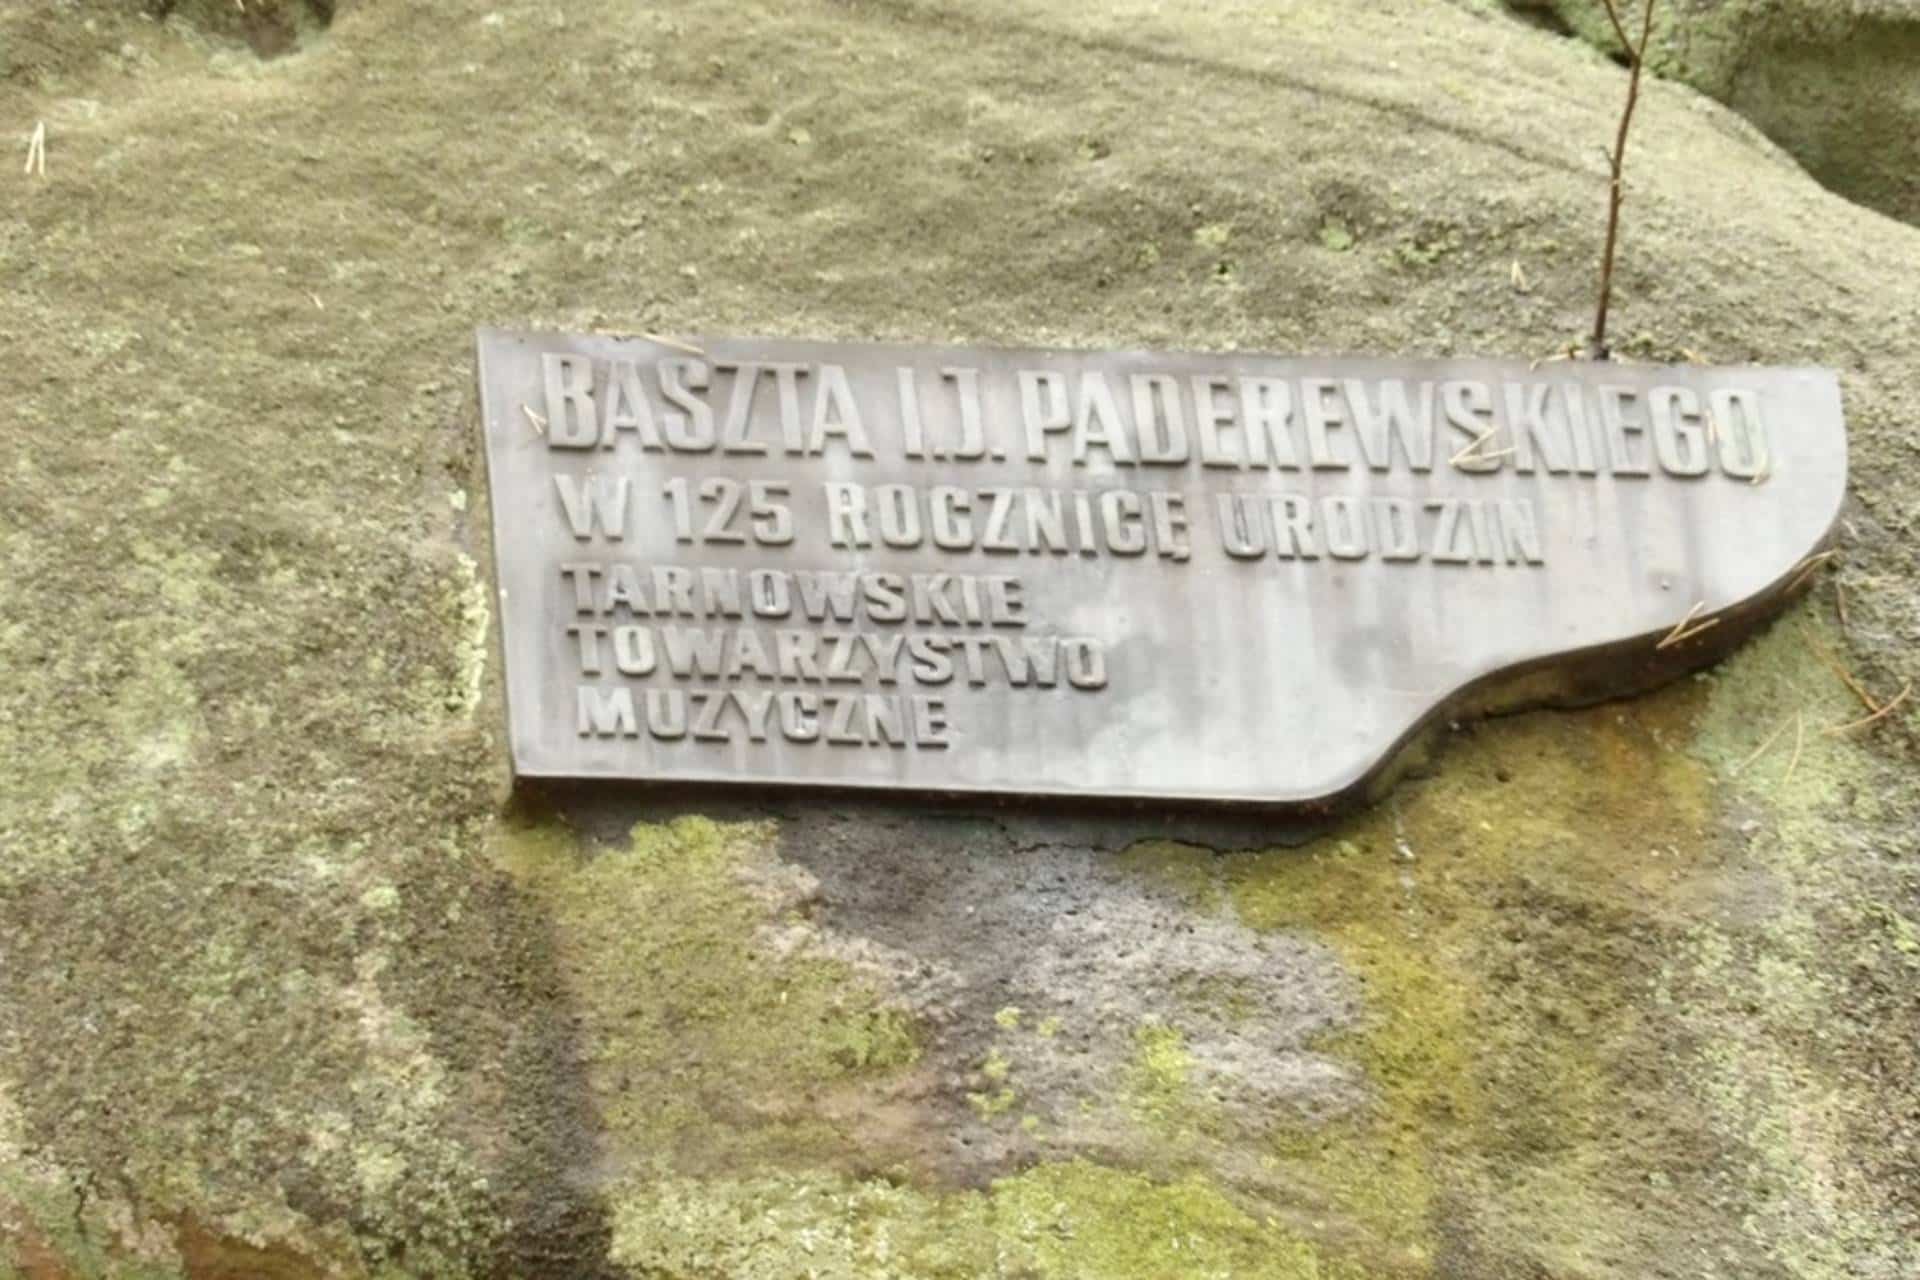 BASZTA I.J. PADEREWSKIEGO
W 125 ROCZNICĘ URODZIN
TARNOWSKIE
TOWARZYSTWO
MUZYCZNE